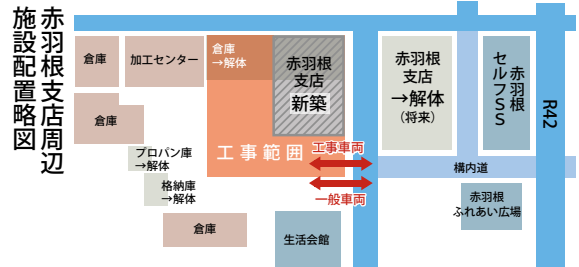 赤羽根支店周辺
施設配置略図
倉庫
加工センター
倉庫
→解体
赤羽根
支店
新築
赤羽根
支店
→解体
（将来）
赤羽根
セルフSS
R42
倉庫
プロパン庫
→解体
格納庫
→解体
工事範囲
工事車両
一般車両
構内道
倉庫
生活会館
赤羽根
ふれあい広場